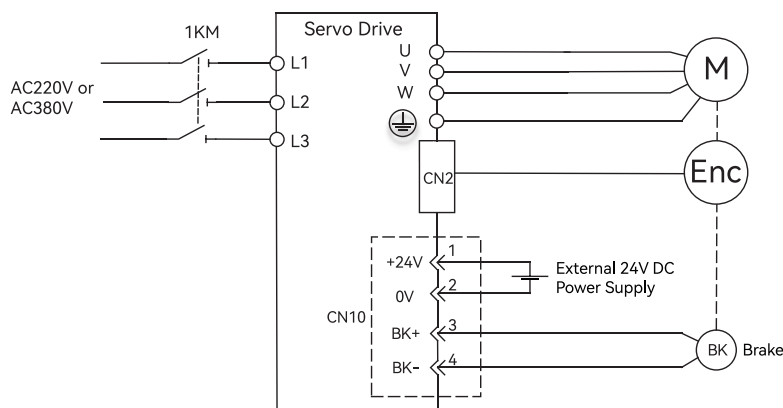 1KM
Servo Drive
AC220V or
AC380V
L1
L2
L3
U
V
W
M
CN2
Enc
CN10
+24V
1
0V
2
External 24V DC
Power Supply
BK+
3
BK-
4
BK
Brake